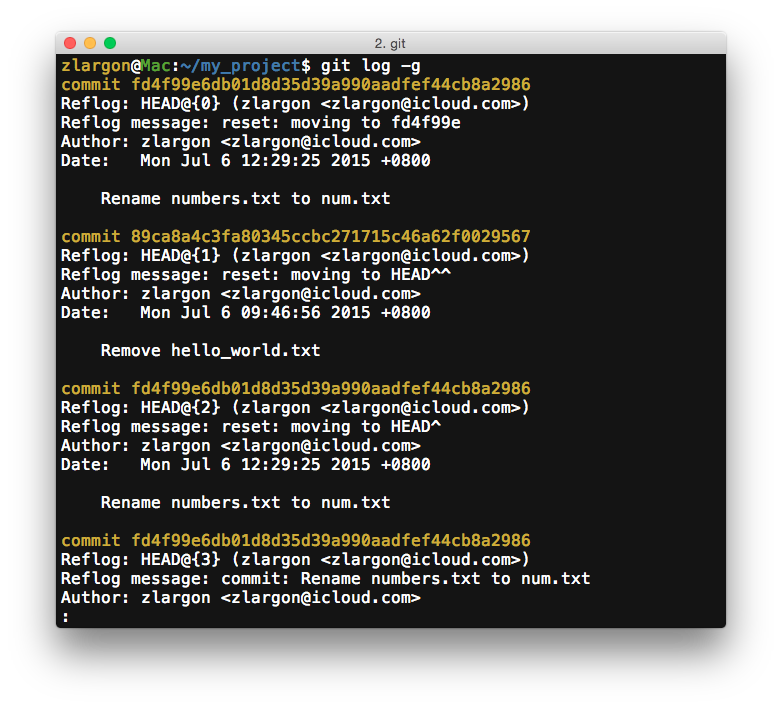 2. git
zlargon@Mac:~/my_project$ git log -g
commit fd4f99e6db01d8d35d39a990aadfef44cb8a2986
Reflog: HEAD@{0} (zlargon <zlargon@icloud.com>)
Reflog message: reset: moving to fd4f99e
Author: zlargon <zlargon@icloud.com>
Date:   Mon Jul 6 12:29:25 2015 +0800
    Rename numbers.txt to num.txt
commit 89ca8a4c3fa80345ccbc271715c46a62f0029567
Reflog: HEAD@{1} (zlargon <zlargon@icloud.com>)
Reflog message: reset: moving to HEAD^^
Author: zlargon <zlargon@icloud.com>
Date:   Mon Jul 6 09:46:56 2015 +0800
    Remove hello_world.txt
commit fd4f99e6db01d8d35d39a990aadfef44cb8a2986
Reflog: HEAD@{2} (zlargon <zlargon@icloud.com>)
Reflog message: reset: moving to HEAD^
Author: zlargon <zlargon@icloud.com>
Date:   Mon Jul 6 12:29:25 2015 +0800
    Rename numbers.txt to num.txt
commit fd4f99e6db01d8d35d39a990aadfef44cb8a2986
Reflog: HEAD@{3} (zlargon <zlargon@icloud.com>)
Reflog message: commit: Rename numbers.txt to num.txt
Author: zlargon <zlargon@icloud.com>
: